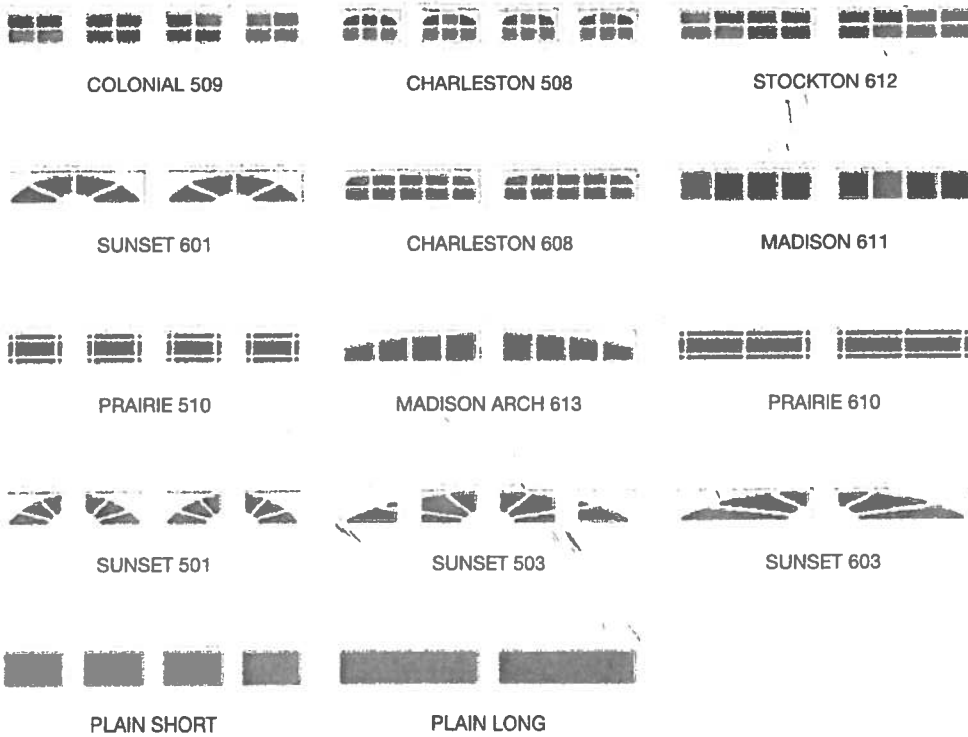 COLONIAL 509
CHARLESTON 508
STOCKTON 612
SUNSET 601
CHARLESTON 608
MADISON 611
PRAIRIE 510
MADISON ARCH 613
PRAIRIE 610
SUNSET 501
SUNSET 503
SUNSET 603
PLAIN SHORT
PLAIN LONG